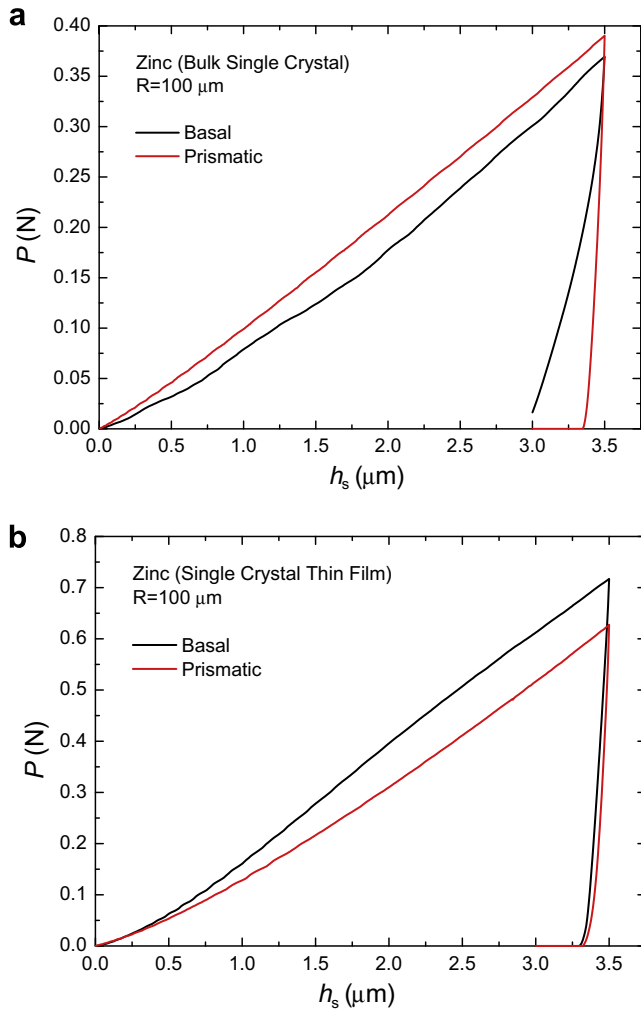 a
0.40
0.35
0.30
0.25
0.20
0.15
0.10
0.05
0.00
P (N)
Zinc (Bulk Single Crystal)
R=100 μm
Basal
Prismatic
0.0 0.5 1.0 1.5 2.0 2.5 3.0 3.5
hs (μm)
b
0.8
0.7
0.6
0.5
0.4
0.3
0.2
0.1
0.0
P (N)
Zinc (Single Crystal Thin Film)
R=100 μm
Basal
Prismatic
0.0 0.5 1.0 1.5 2.0 2.5 3.0 3.5
hs (μm)